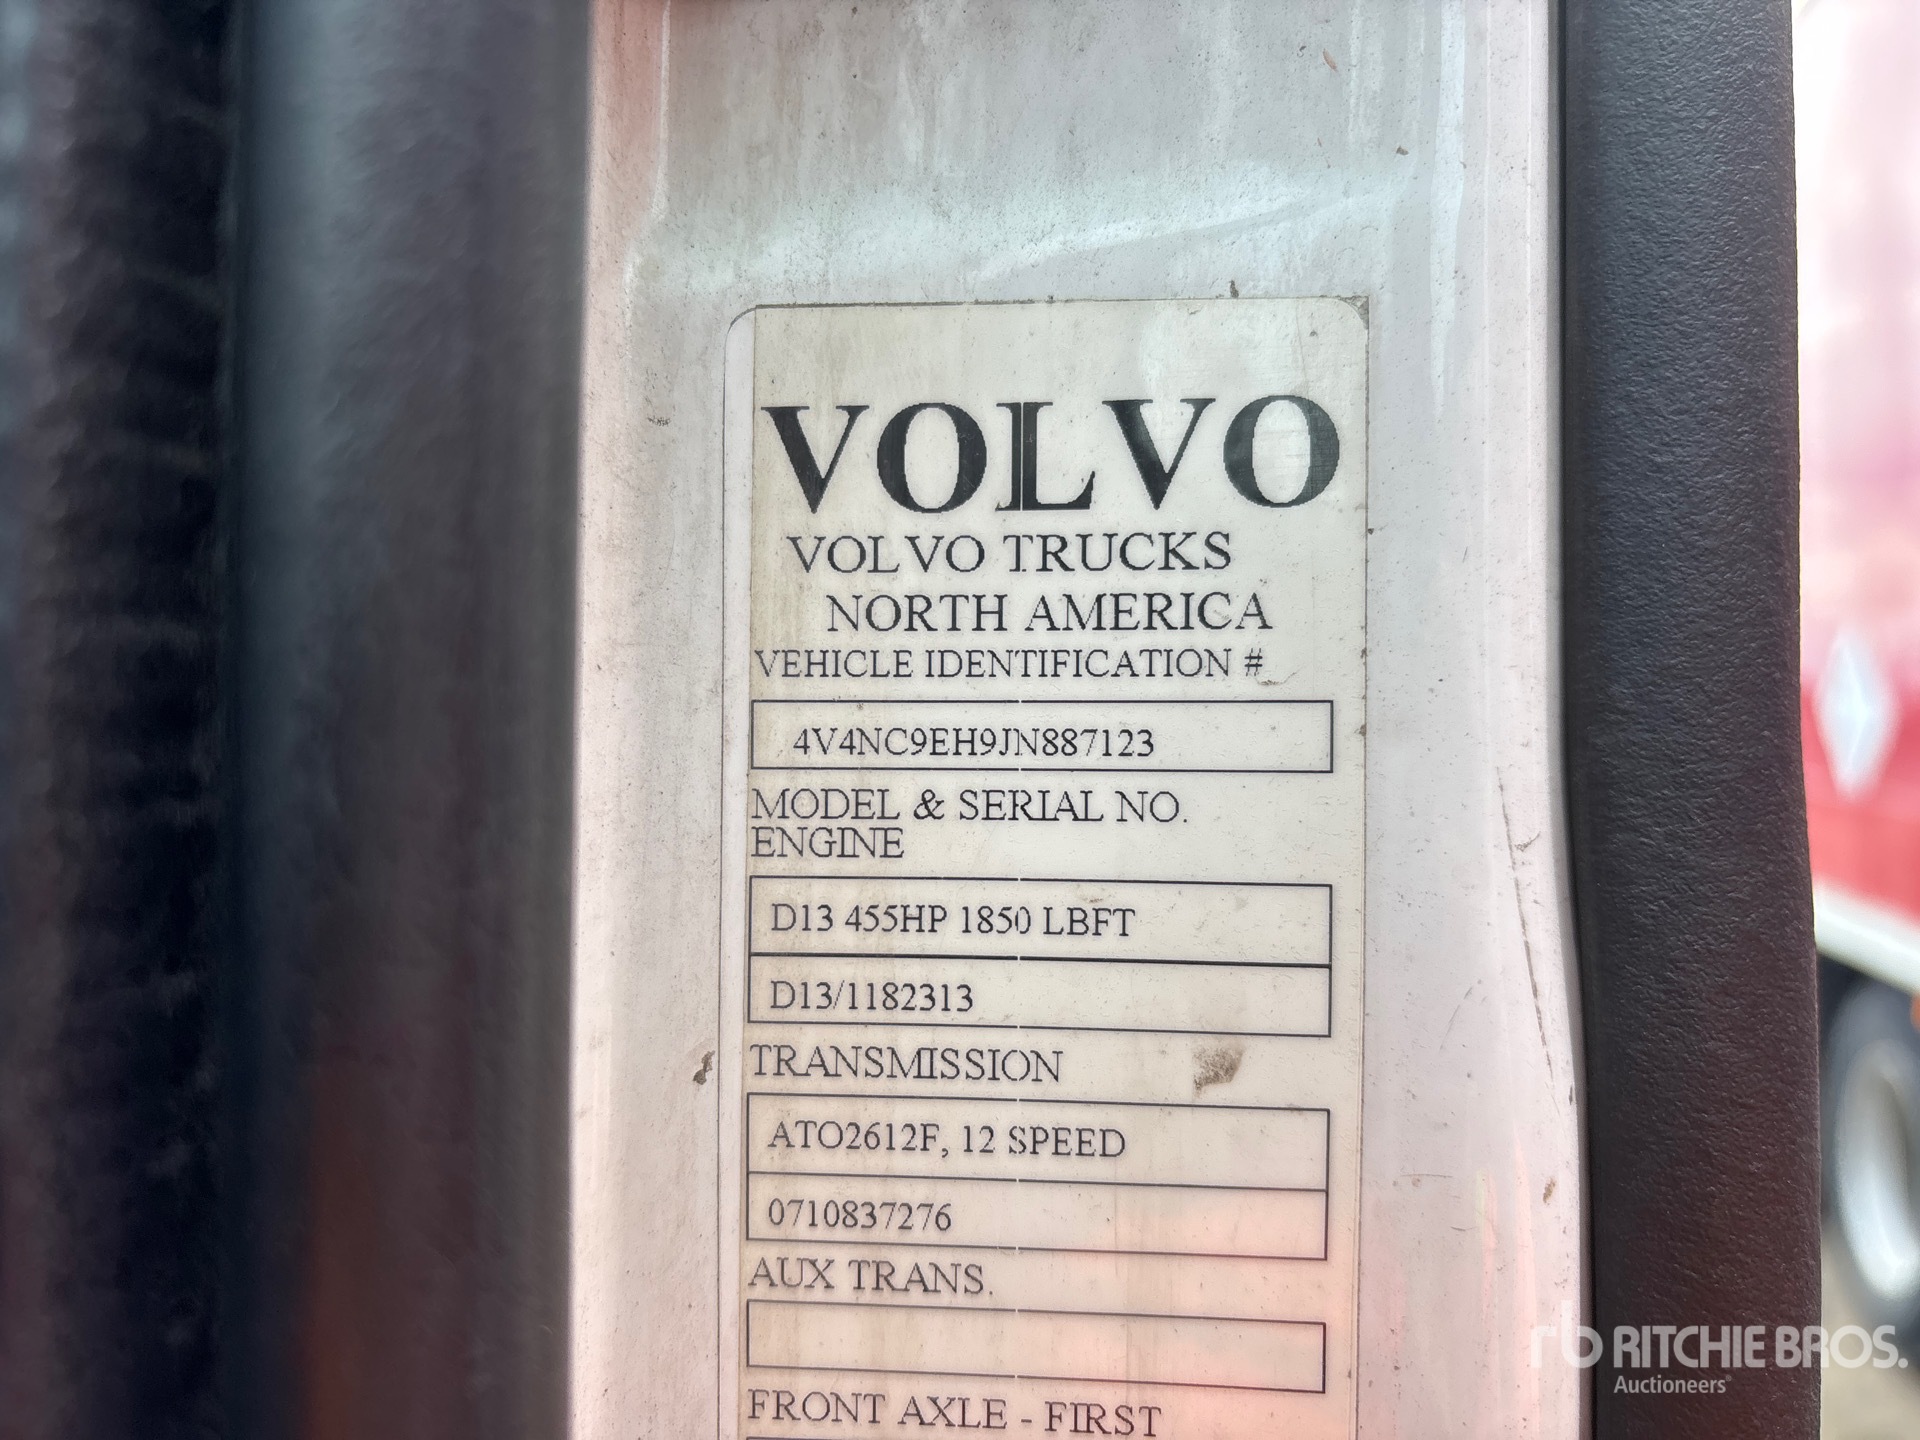 VOLVO
VOLVO TRUCKS
NORTH AMERICA
VEHICLE IDENTIFICATION #
4V4NC9EH9JN887123
MODEL & SERIAL NO.
ENGINE
D13 455HP 1850 LBFT
D13/1182313
TRANSMISSION
ATO2612F, 12 SPEED
0710837276
AUX TRANS.
FRONT AXLE - FIRST
rb RITCHIE BROS.
Auctioneers®